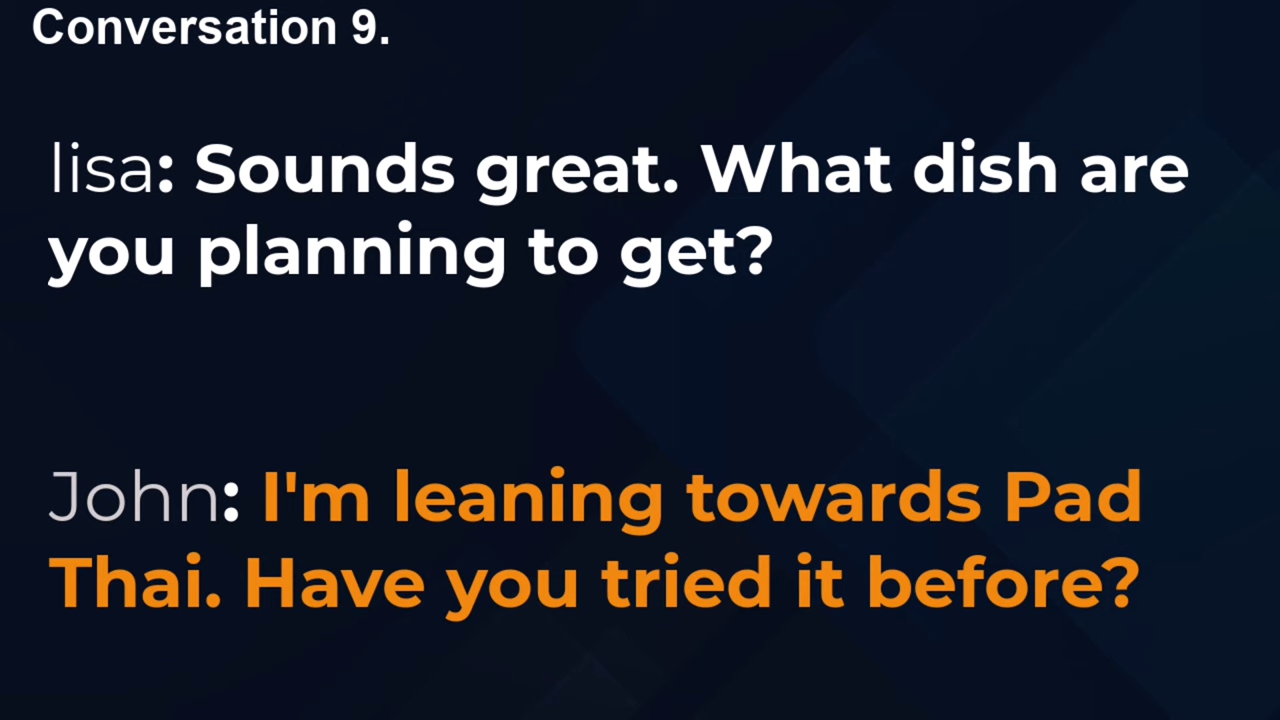 Conversation 9.
lisa: Sounds great. What dish are
you planning to get?
John: I'm leaning towards Pad
Thai. Have you tried it before?